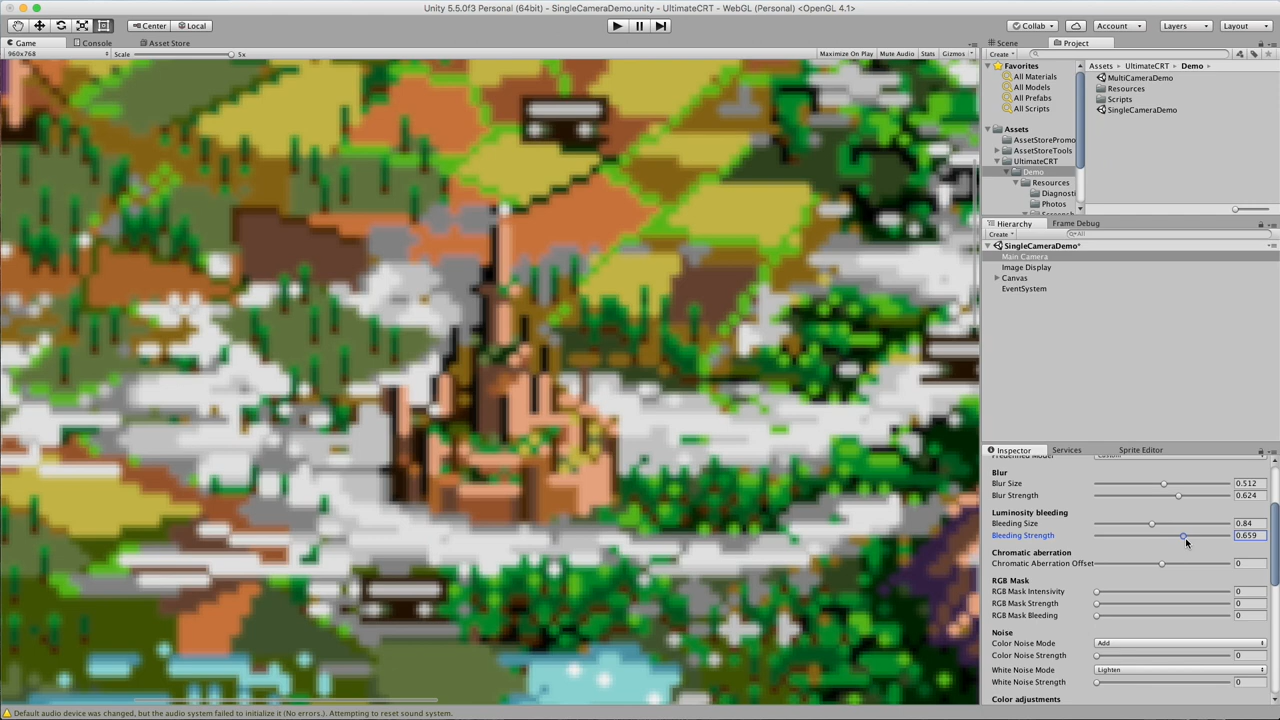 Unity 5.5.0f3 Personal (64bit) - SingleCameraDemo.unity - UltimateCRT - WebGL (Personal) <OpenGL 4.1>
Center Local Collab Account Layers Layout
Game Console Asset Store
960x768 Scale 5x Maximize On Play Mute Audio Stats Gizmos
Scene Project
Create
Favorites
All Materials
All Models
All Prefabs
All Scripts
Assets
AssetStorePromo
AssetStoreTools
UltimateCRT
Demo
Resources
Diagnosti
Photos
Assets UltimateCRT Demo
MultiCameraDemo
Resources
Scripts
SingleCameraDemo
Hierarchy Frame Debug
Create All
SingleCameraDemo*
Main Camera
Image Display
Canvas
EventSystem
Inspector Services Sprite Editor
Blur
Blur Size 0.512
Blur Strength 0.624
Luminosity bleeding
Bleeding Size 0.84
Bleeding Strength 0.659
Chromatic aberration
Chromatic Aberration Offset 0
RGB Mask
RGB Mask Intensivity 0
RGB Mask Strength 0
RGB Mask Bleeding 0
Noise
Color Noise Mode Add
Color Noise Strength 0
White Noise Mode Lighten
White Noise Strength 0
Color adjustments
Default audio device was changed, but the audio system failed to initialize it (No errors.). Attempting to reset sound system.